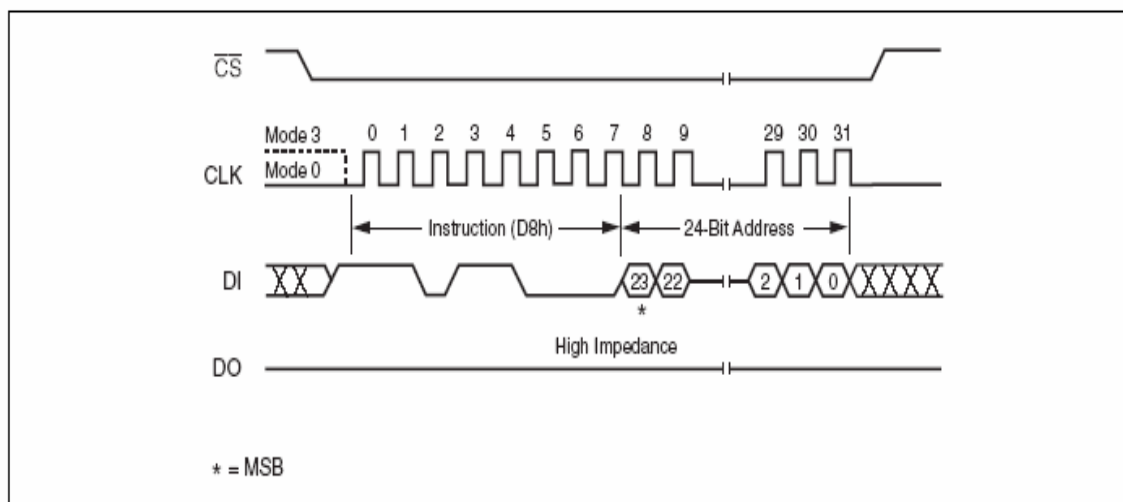 CS
Mode 3 0 1 2 3 4 5 6 7 8 9 29 30 31
CLK Mode 0
Instruction (D8h) 24-Bit Address
DI 23 22 2 1 0
*
High Impedance
DO
* = MSB